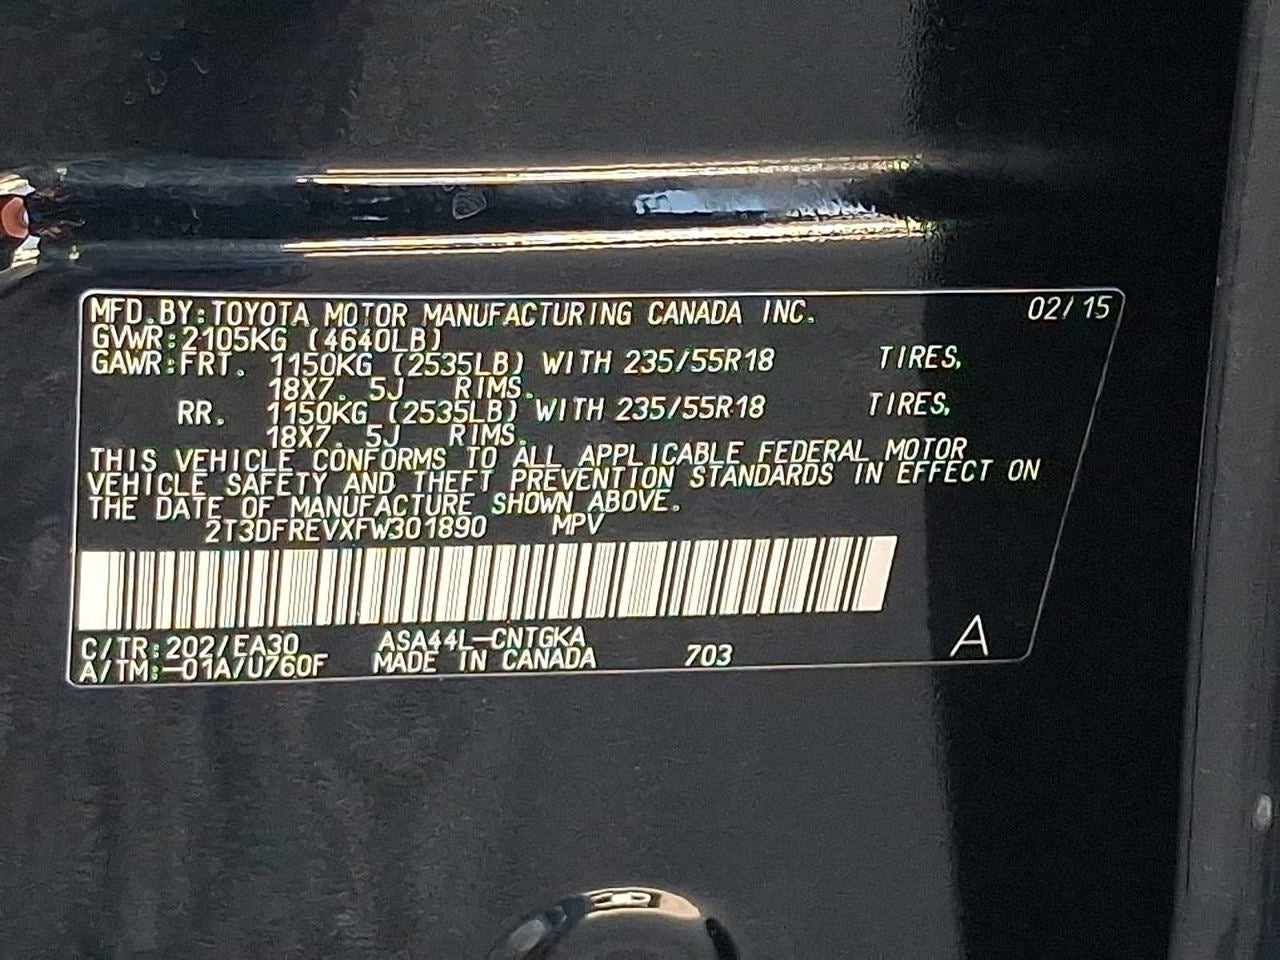 MFD.BY:TOYOTA MOTOR MANUFACTURING CANADA INC. 02/15
GVWR:2105KG (4640LB)
GAWR:FRT. 1150KG (2535LB) WITH 235/55R18 TIRES,
18X7. 5J RIMS.
RR. 1150KG (2535LB) WITH 235/55R18 TIRES,
18X7. 5J RIMS.
THIS VEHICLE CONFORMS TO ALL APPLICABLE FEDERAL MOTOR
VEHICLE SAFETY AND THEFT PREVENTION STANDARDS IN EFFECT ON
THE DATE OF MANUFACTURE SHOWN ABOVE.
2T3DFREVXFW301890 MPV
C/TR:202/EA30 ASA44L-CNTGKA
A/TM:-01A/U760F MADE IN CANADA 703 A